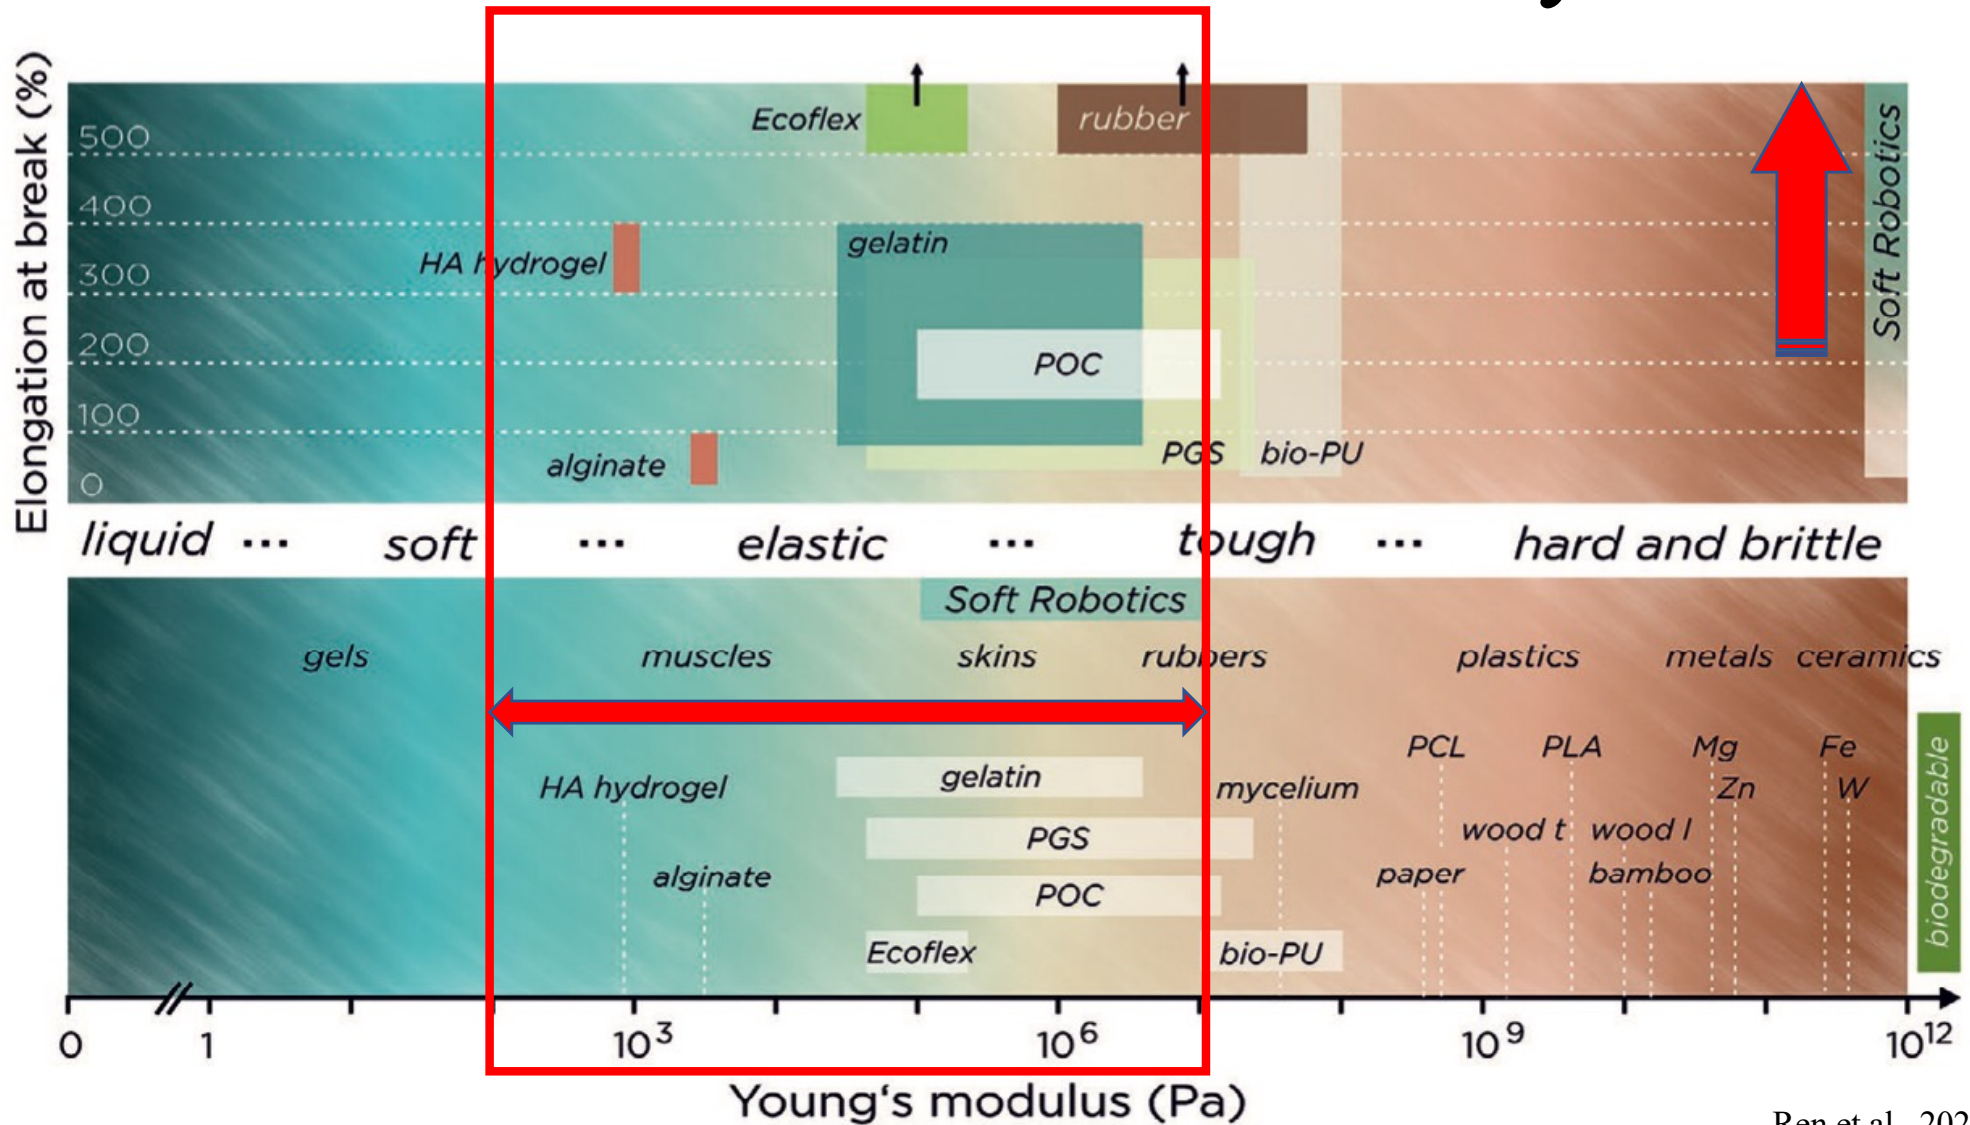 Elongation at break (%)
500
400
300
200
100
0
Ecoflex
rubber
HA hydrogel
gelatin
POC
alginate
PGS
bio-PU
Soft Robotics
liquid ... soft ... elastic ... tough ... hard and brittle
Soft Robotics
gels muscles skins rubbers plastics metals ceramics
PCL PLA Mg Fe
HA hydrogel gelatin mycelium Zn W
PGS wood t wood l
alginate paper bamboo
POC
Ecoflex bio-PU
biodegradable
0 1 10³ 10⁶ 10⁹ 10¹²
Young's modulus (Pa)
Ren et al.